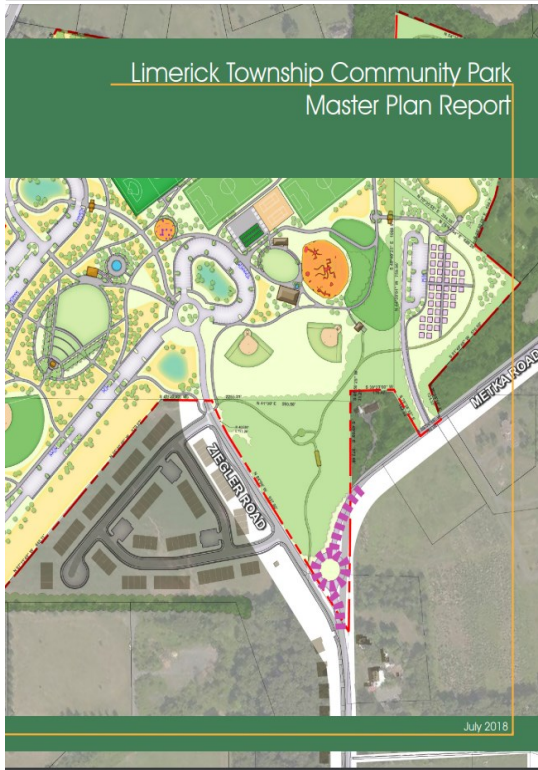 Limerick Township Community Park
Master Plan Report
METKA ROAD
ZIEGLER ROAD
July 2018